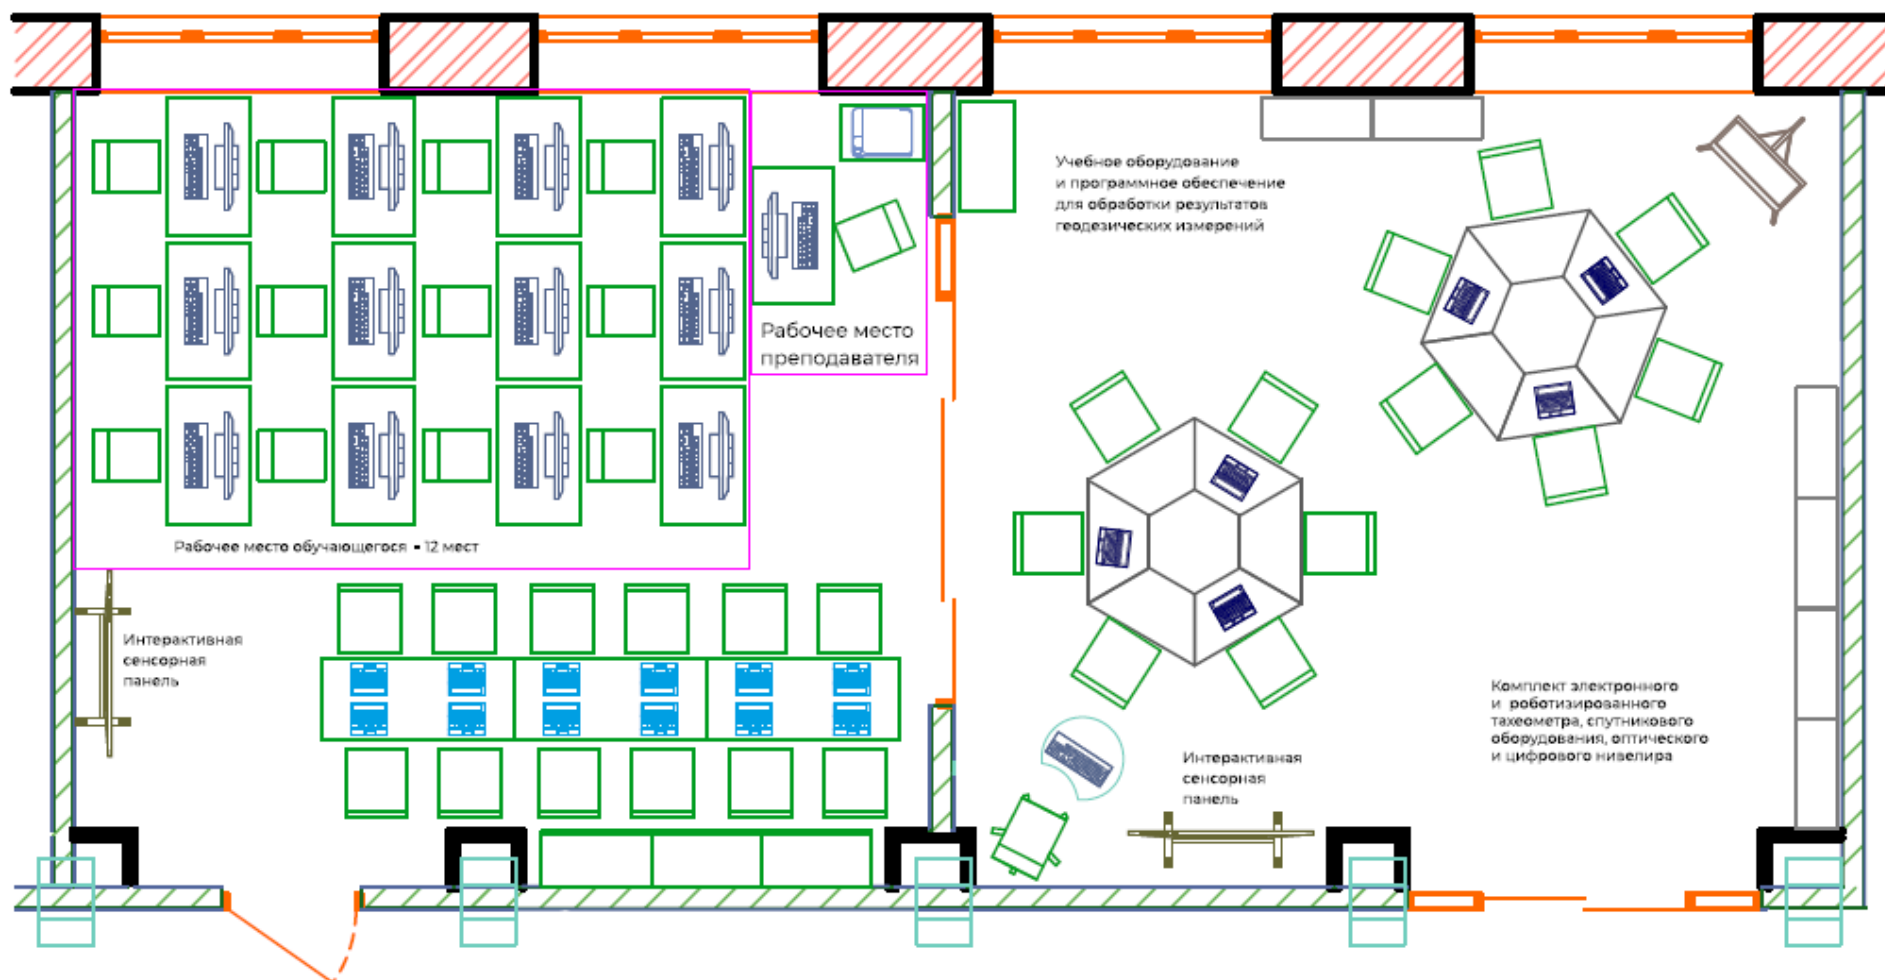 Учебное оборудование
и программное обеспечение
для обработки результатов
геодезических измерений
Рабочее место
преподавателя
Рабочее место обучающегося - 12 мест
Интерактивная
сенсорная
панель
Интерактивная
сенсорная
панель
Комплект электронного
и роботизированного
тахеометра, спутникового
оборудования, оптического
и цифрового нивелира